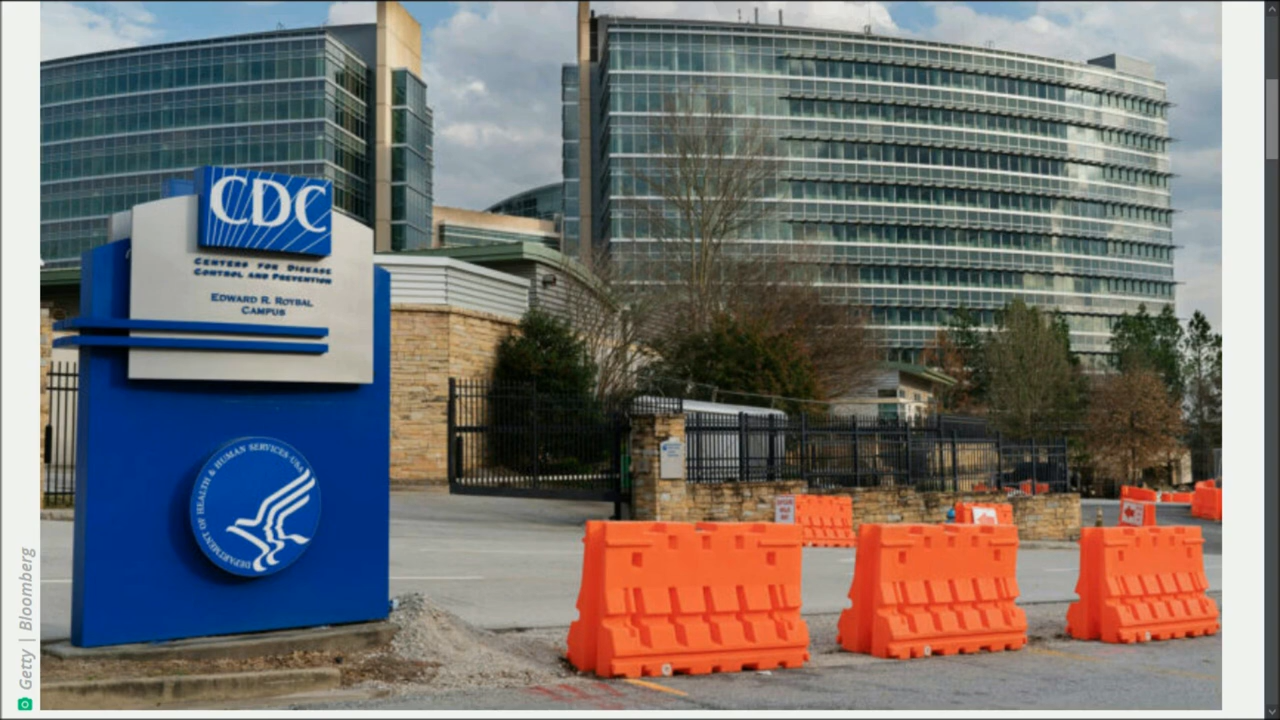 CDC
CENTERS FOR DISEASE
CONTROL AND PREVENTION
EDWARD R. ROYBAL
CAMPUS
DEPARTMENT OF HEALTH & HUMAN SERVICES·USA
Getty | Bloomberg